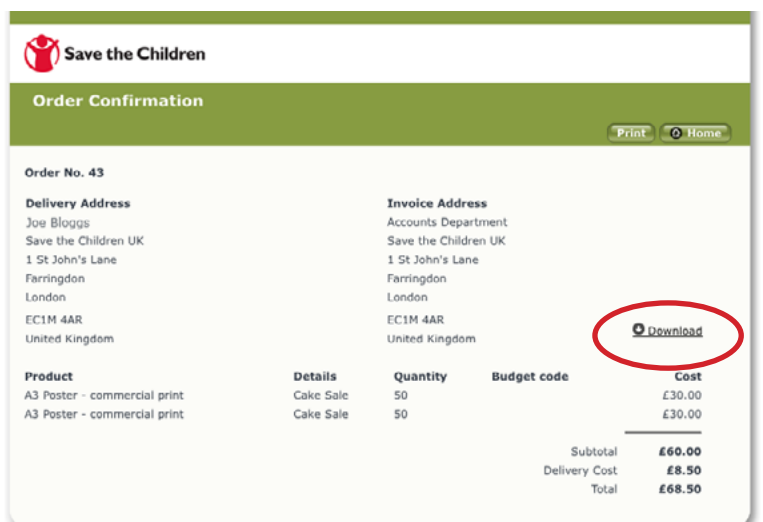 Save the Children
Order Confirmation
Print Home
Order No. 43
Delivery Address
Joe Bloggs
Save the Children UK
1 St John's Lane
Farringdon
London
EC1M 4AR
United Kingdom
Invoice Address
Accounts Department
Save the Children UK
1 St John's Lane
Farringdon
London
EC1M 4AR
United Kingdom
Download
Product Details Quantity Budget code Cost
A3 Poster - commercial print Cake Sale 50 £30.00
A3 Poster - commercial print Cake Sale 50 £30.00
Subtotal £60.00
Delivery Cost £8.50
Total £68.50